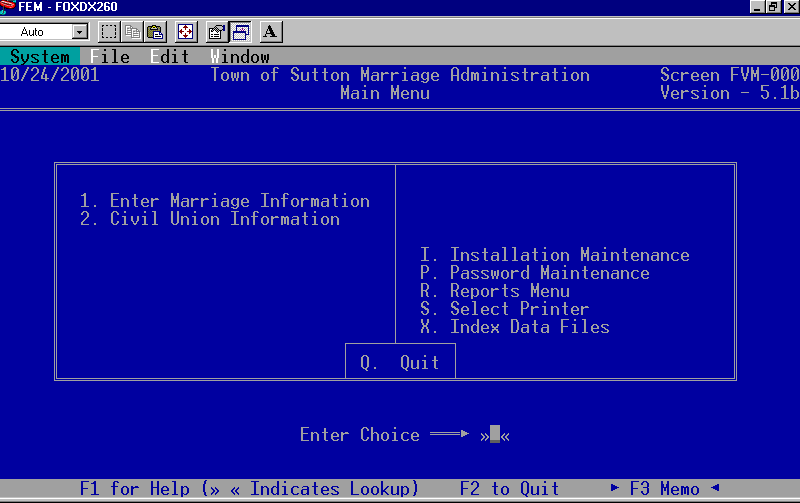 FEM - FOXDX260
Auto
A
System File Edit Window
10/24/2001 Town of Sutton Marriage Administration Screen FVM-000
Main Menu Version - 5.1b
1. Enter Marriage Information
2. Civil Union Information
I. Installation Maintenance
P. Password Maintenance
R. Reports Menu
S. Select Printer
X. Index Data Files
Q. Quit
Enter Choice ═══► » «
F1 for Help (» « Indicates Lookup) F2 to Quit ► F3 Memo ◄